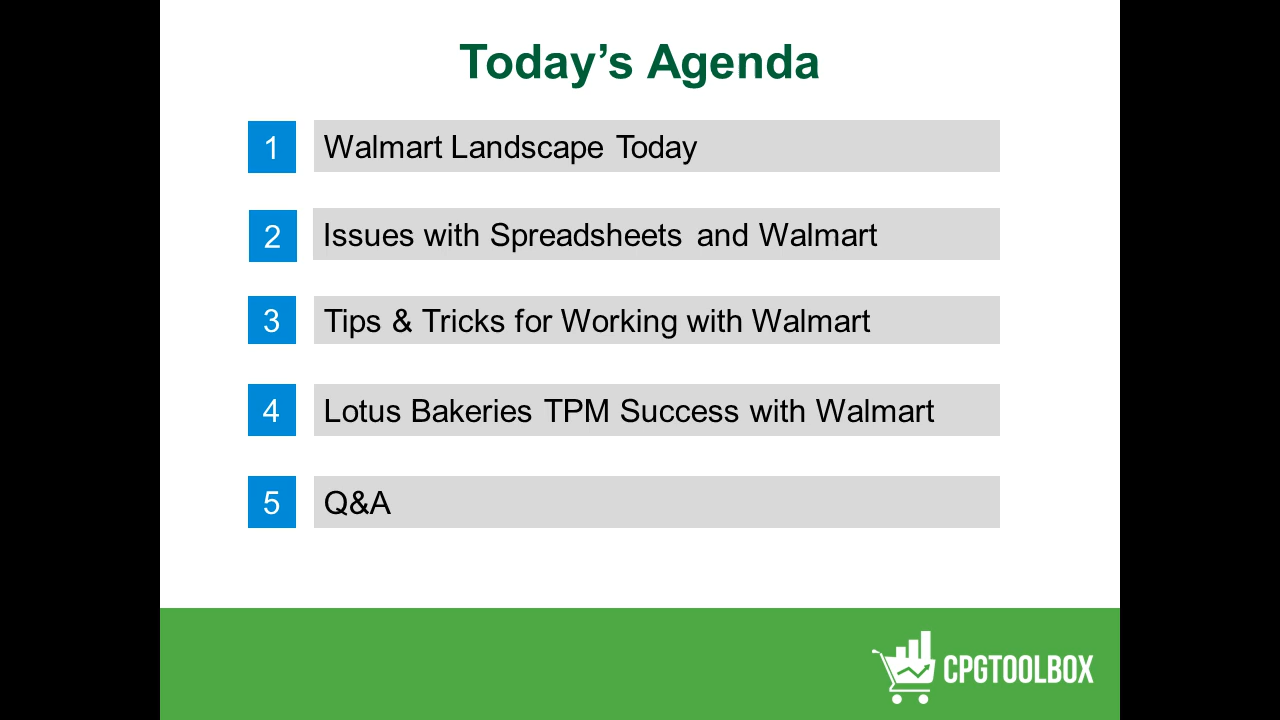 Today’s Agenda
1 Walmart Landscape Today
2 Issues with Spreadsheets and Walmart
3 Tips & Tricks for Working with Walmart
4 Lotus Bakeries TPM Success with Walmart
5 Q&A
CPGTOOLBOX